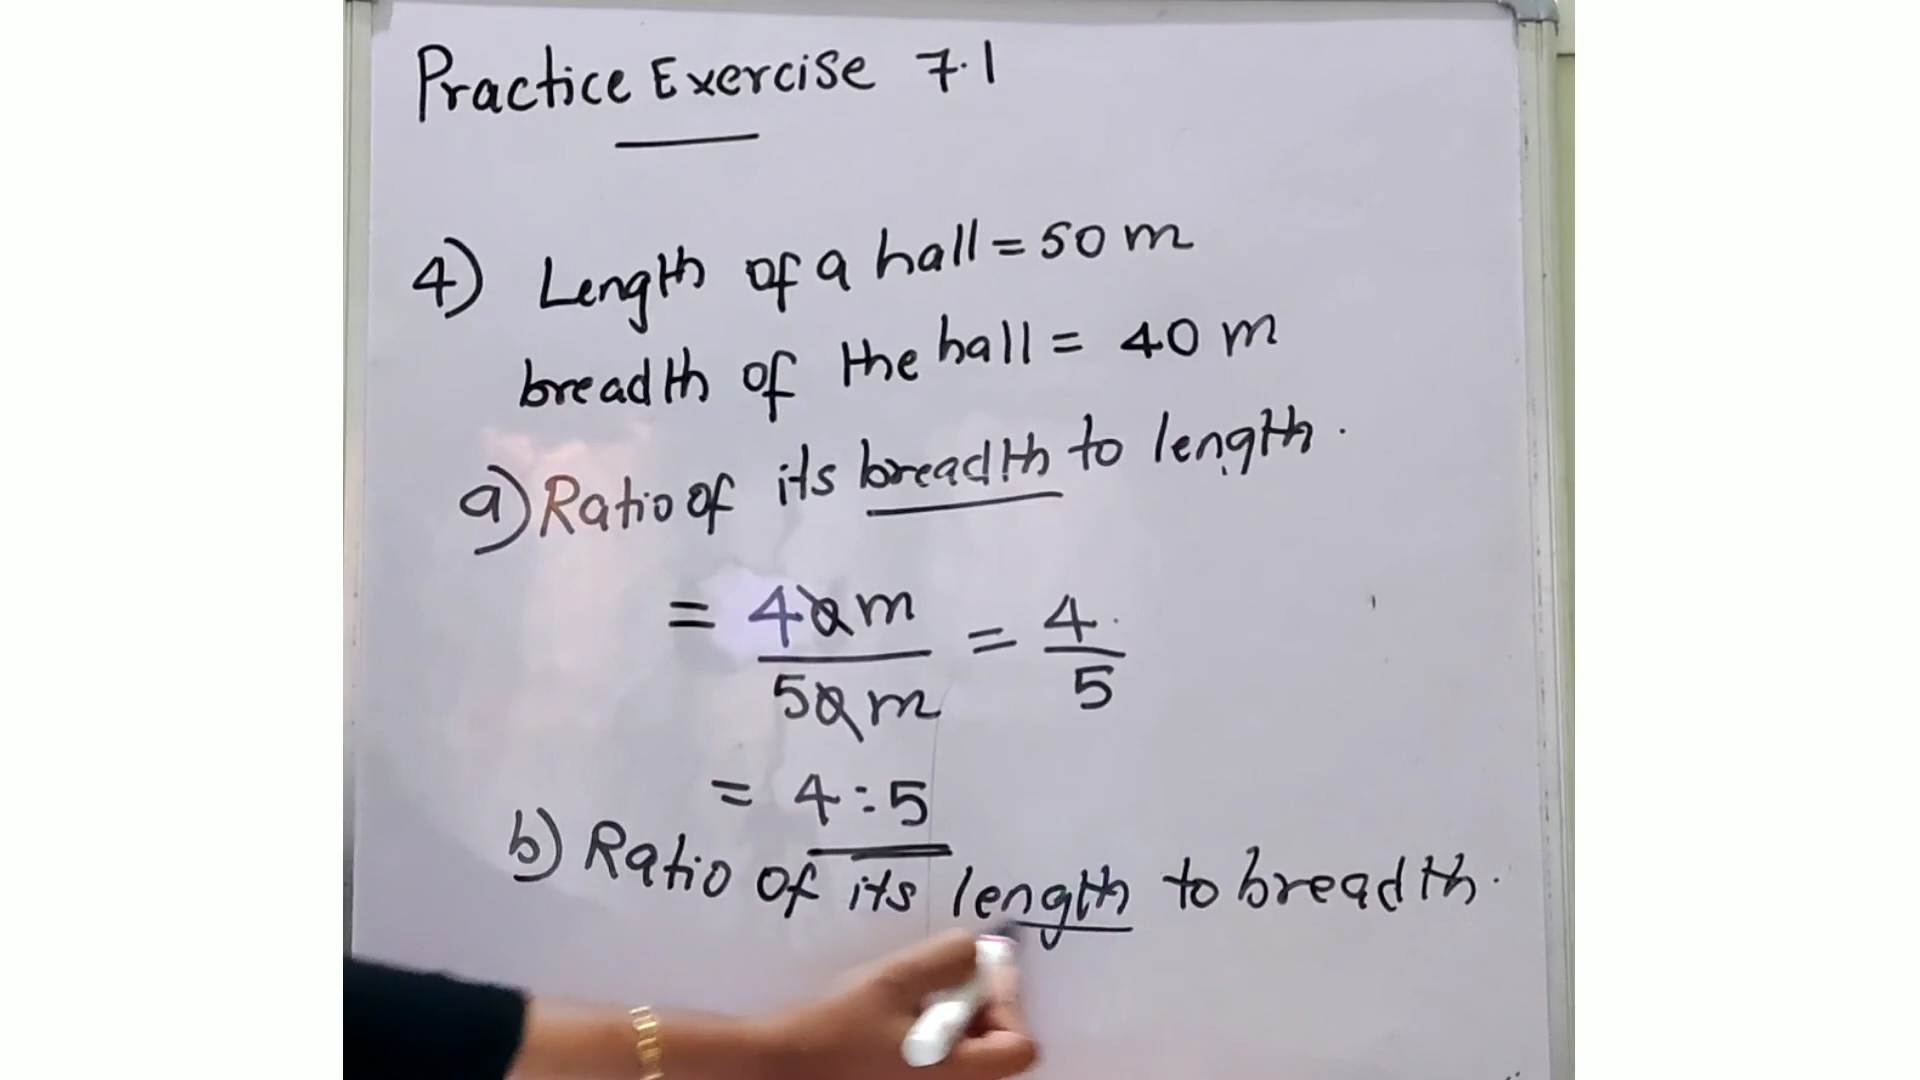 Practice Exercise 7.1
4) Length of a hall = 50 m
breadth of the hall = 40 m
a) Ratio of its breadth to length.
= 40 m / 50 m = 4 / 5
= 4:5
b) Ratio of its length to breadth.